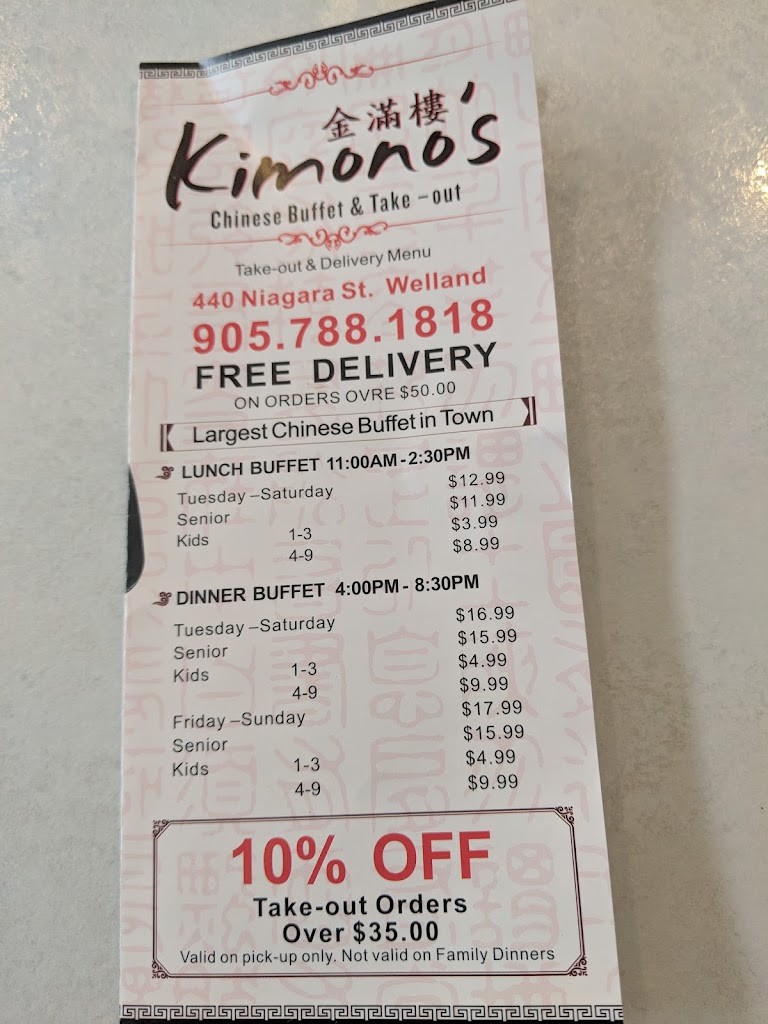 金滿樓
Kimono's
Chinese Buffet & Take – out
Take-out & Delivery Menu
440 Niagara St. Welland
905.788.1818
FREE DELIVERY
ON ORDERS OVRE $50.00
Largest Chinese Buffet in Town
LUNCH BUFFET 11:00AM - 2:30PM
Tuesday –Saturday $12.99
Senior $11.99
Kids 1-3 $3.99
4-9 $8.99
DINNER BUFFET 4:00PM - 8:30PM
Tuesday –Saturday $16.99
Senior $15.99
Kids 1-3 $4.99
4-9 $9.99
Friday –Sunday $17.99
Senior $15.99
Kids 1-3 $4.99
4-9 $9.99
10% OFF
Take-out Orders
Over $35.00
Valid on pick-up only. Not valid on Family Dinners